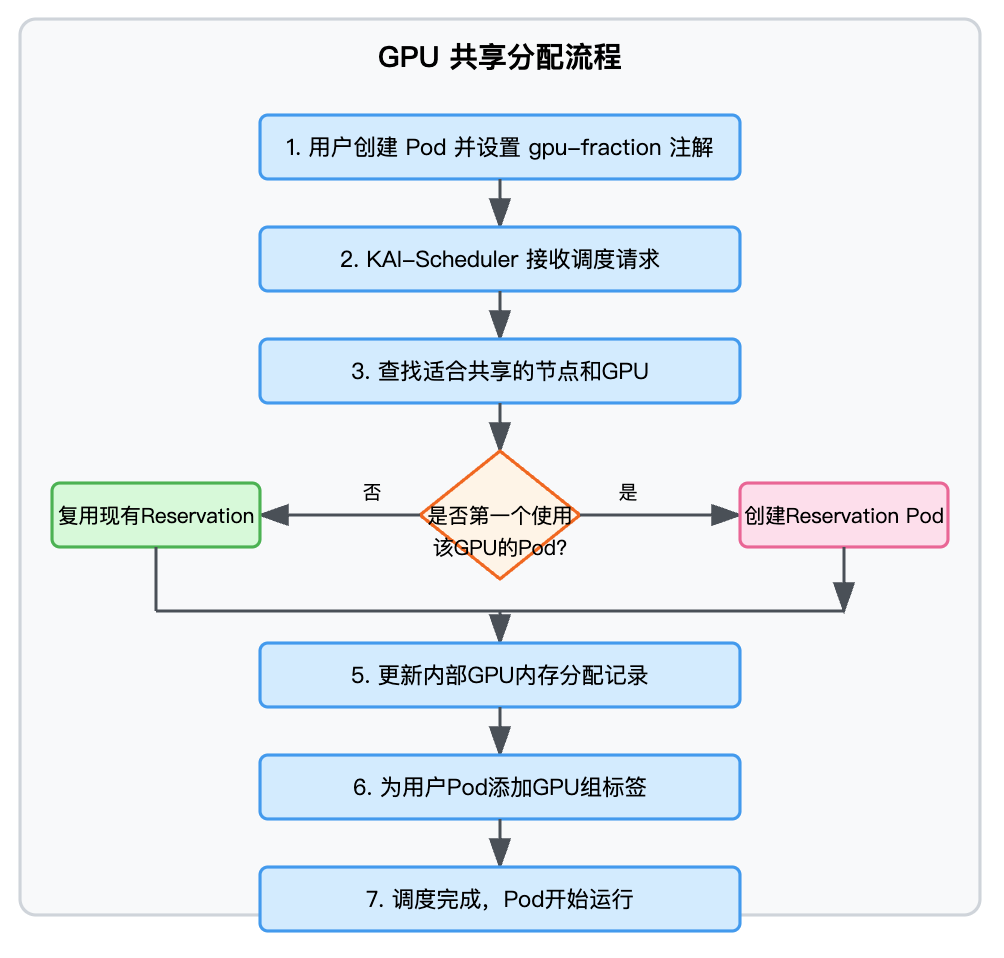 GPU 共享分配流程
1. 用户创建 Pod 并设置 gpu-fraction 注解
2. KAI-Scheduler 接收调度请求
3. 查找适合共享的节点和GPU
否
是
复用现有Reservation
是否第一个使用
该GPU的Pod?
创建Reservation Pod
5. 更新内部GPU内存分配记录
6. 为用户Pod添加GPU组标签
7. 调度完成，Pod开始运行